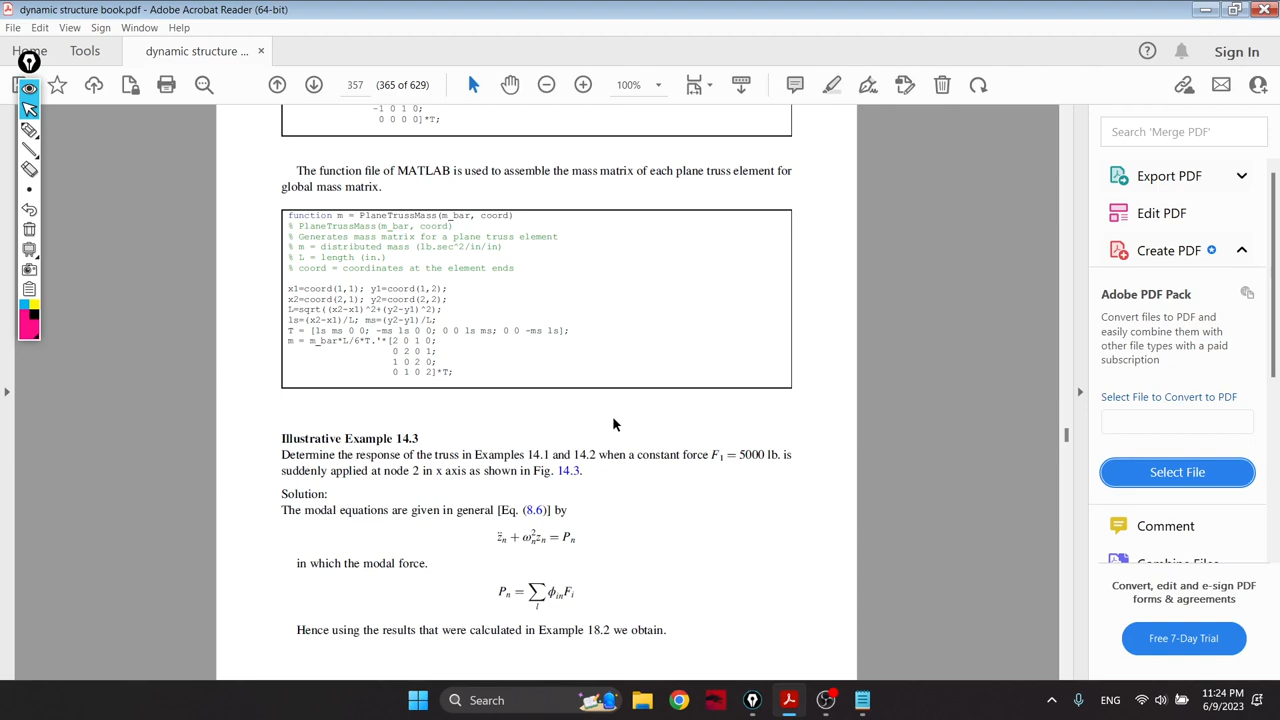 dynamic structure book.pdf - Adobe Acrobat Reader (64-bit)
File Edit View Sign Window Help
Home Tools dynamic structure ... × Sign In
357 (365 of 629) 100%
-1 0 1 0;
0 0 0 0]*T;
The function file of MATLAB is used to assemble the mass matrix of each plane truss element for
global mass matrix.
function m = PlaneTrussMass(m_bar, coord)
% PlaneTrussMass(m_bar, coord)
% Generates mass matrix for a plane truss element
% m = distributed mass (lb.sec^2/in/in)
% L = length (in.)
% coord = coordinates at the element ends
x1=coord(1,1); y1=coord(1,2);
x2=coord(2,1); y2=coord(2,2);
L=sqrt((x2-x1)^2+(y2-y1)^2);
ls=(x2-x1)/L; ms=(y2-y1)/L;
T = [ls ms 0 0; -ms ls 0 0; 0 0 ls ms; 0 0 -ms ls];
m = m_bar*L/6*T.'*[2 0 1 0;
0 2 0 1;
1 0 2 0;
0 1 0 2]*T;
Illustrative Example 14.3
Determine the response of the truss in Examples 14.1 and 14.2 when a constant force F₁ = 5000 lb. is
suddenly applied at node 2 in x axis as shown in Fig. 14.3.
Solution:
The modal equations are given in general [Eq. (8.6)] by
z̈ₙ + ωₙ²zₙ = Pₙ
in which the modal force.
Pₙ = ∑ ϕᵢₙFᵢ
l
Hence using the results that were calculated in Example 18.2 we obtain.
Search 'Merge PDF'
Export PDF
Edit PDF
Create PDF
Adobe PDF Pack
Convert files to PDF and
easily combine them with
other file types with a paid
subscription
Select File to Convert to PDF
Select File
Comment
Combine Files
Convert, edit and e-sign PDF
forms & agreements
Free 7-Day Trial
Search
ENG
11:24 PM
6/9/2023